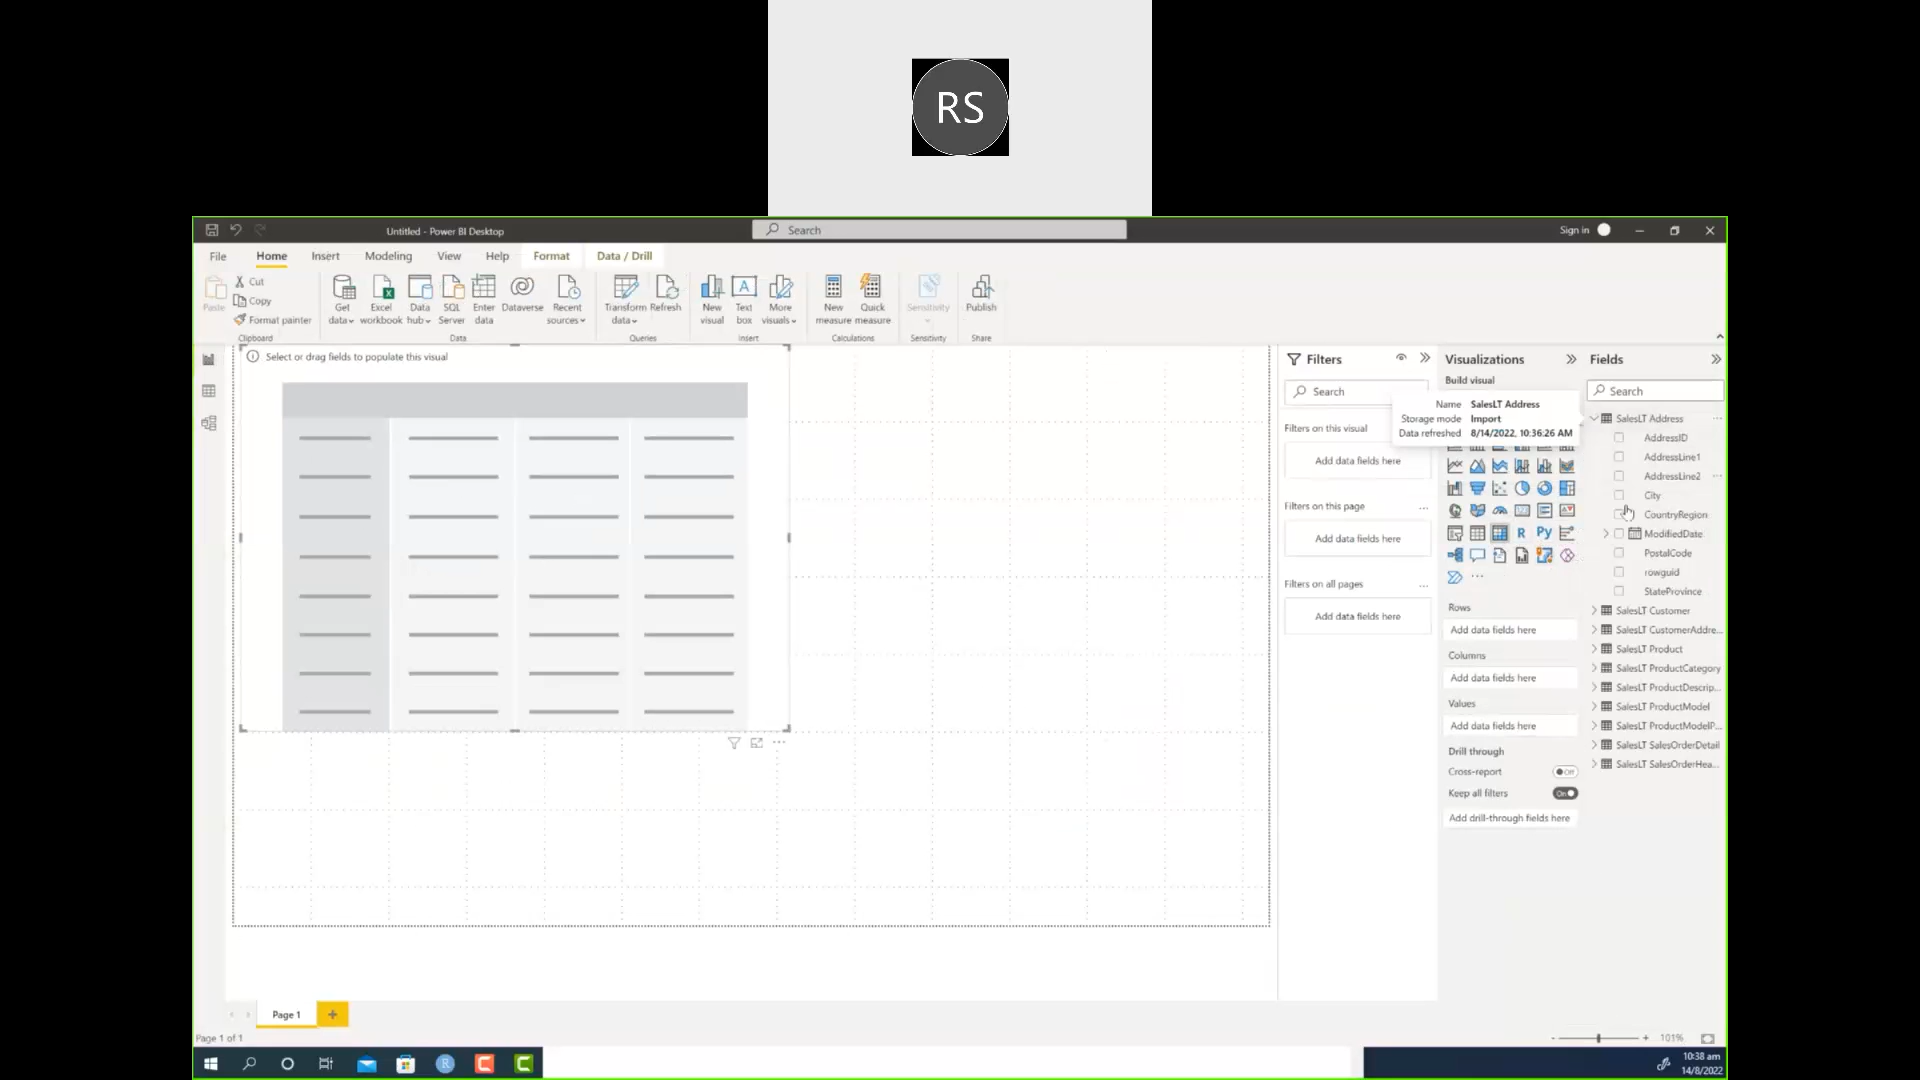 RS
Untitled - Power BI Desktop
Search
Sign in
File Home Insert Modeling View Help Format Data / Drill
Paste
Cut
Copy
Format painter
Clipboard
Get data
Excel workbook
Data hub
SQL Server
Enter data
Dataverse
Recent sources
Data
Transform data
Refresh
Queries
New visual
Text box
More visuals
Insert
New measure
Quick measure
Calculations
Sensitivity
Sensitivity
Publish
Share
Select or drag fields to populate this visual
Filters
Search
Filters on this visual
Add data fields here
Filters on this page ...
Add data fields here
Filters on all pages ...
Add data fields here
Visualizations
Build visual
Name SalesLT Address
Storage mode Import
Data refreshed 8/14/2022, 10:36:26 AM
R Py
...
Rows
Add data fields here
Columns
Add data fields here
Values
Add data fields here
Drill through
Cross-report Off
Keep all filters On
Add drill-through fields here
Fields
Search
SalesLT Address ...
AddressID
AddressLine1
AddressLine2 ...
City
CountryRegion
ModifiedDate
PostalCode
rowguid
StateProvince
SalesLT Customer
SalesLT CustomerAddre...
SalesLT Product
SalesLT ProductCategory
SalesLT ProductDescrip...
SalesLT ProductModel
SalesLT ProductModelP...
SalesLT SalesOrderDetail
SalesLT SalesOrderHea...
Page 1 +
Page 1 of 1
- + 101%
10:38 am
14/8/2022